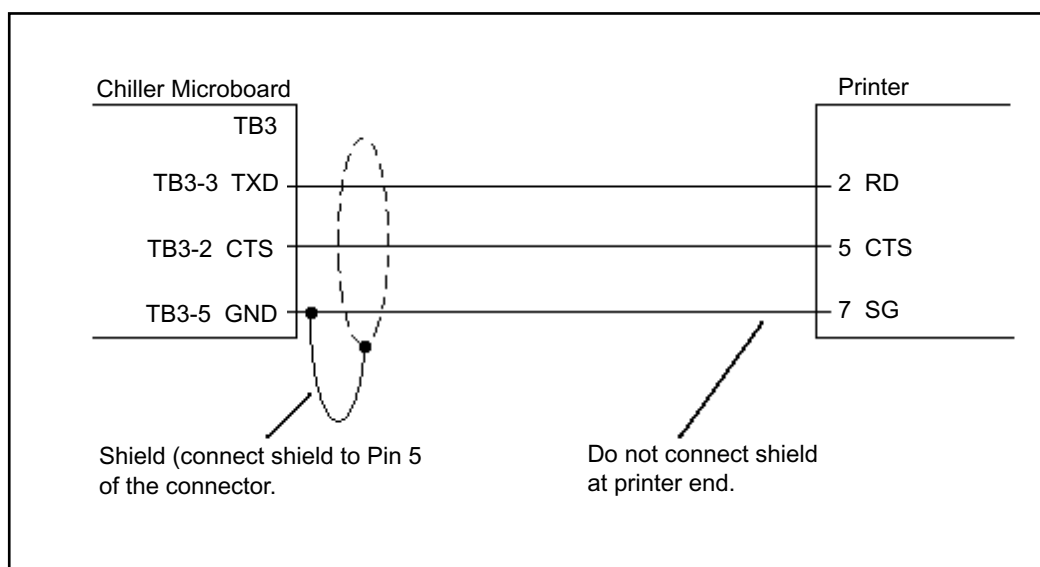 Chiller Microboard
Printer
TB3
TB3-3 TXD
2 RD
TB3-2 CTS
5 CTS
TB3-5 GND
7 SG
Shield (connect shield to Pin 5
of the connector.
Do not connect shield
at printer end.